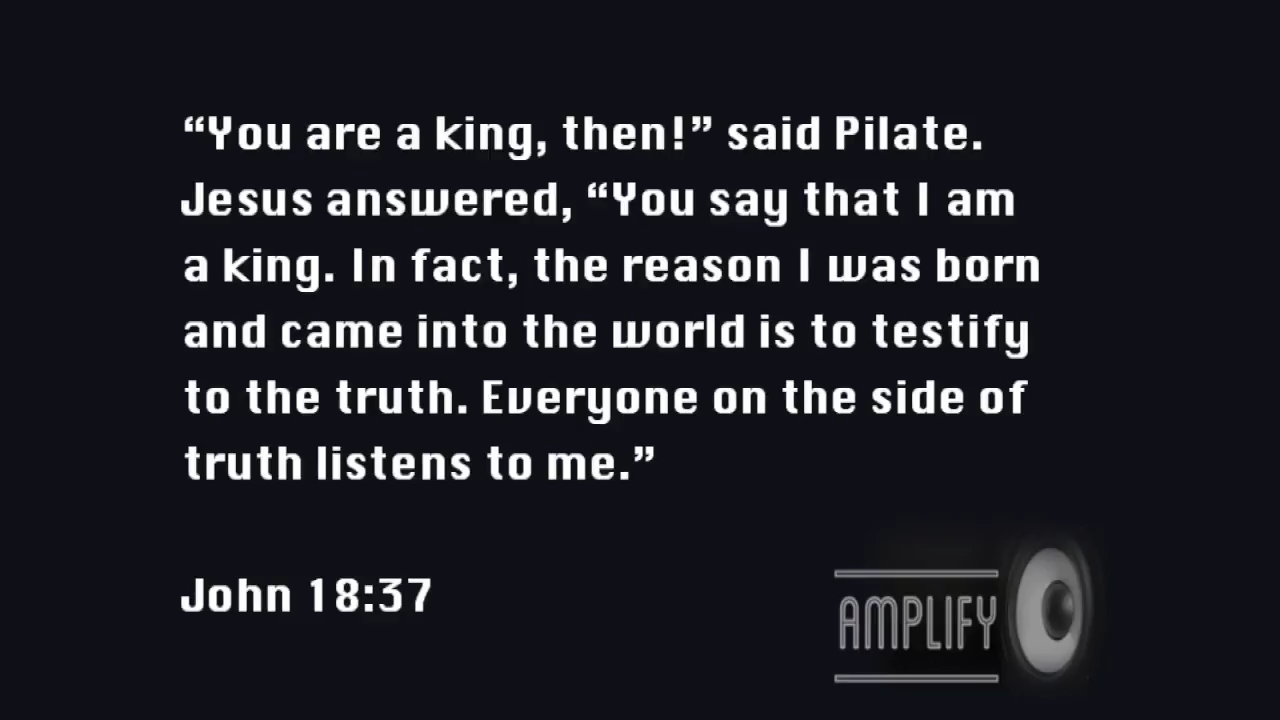 “You are a king, then!” said Pilate.
Jesus answered, “You say that I am
a king. In fact, the reason I was born
and came into the world is to testify
to the truth. Everyone on the side of
truth listens to me.”
John 18:37
AMPLIFY